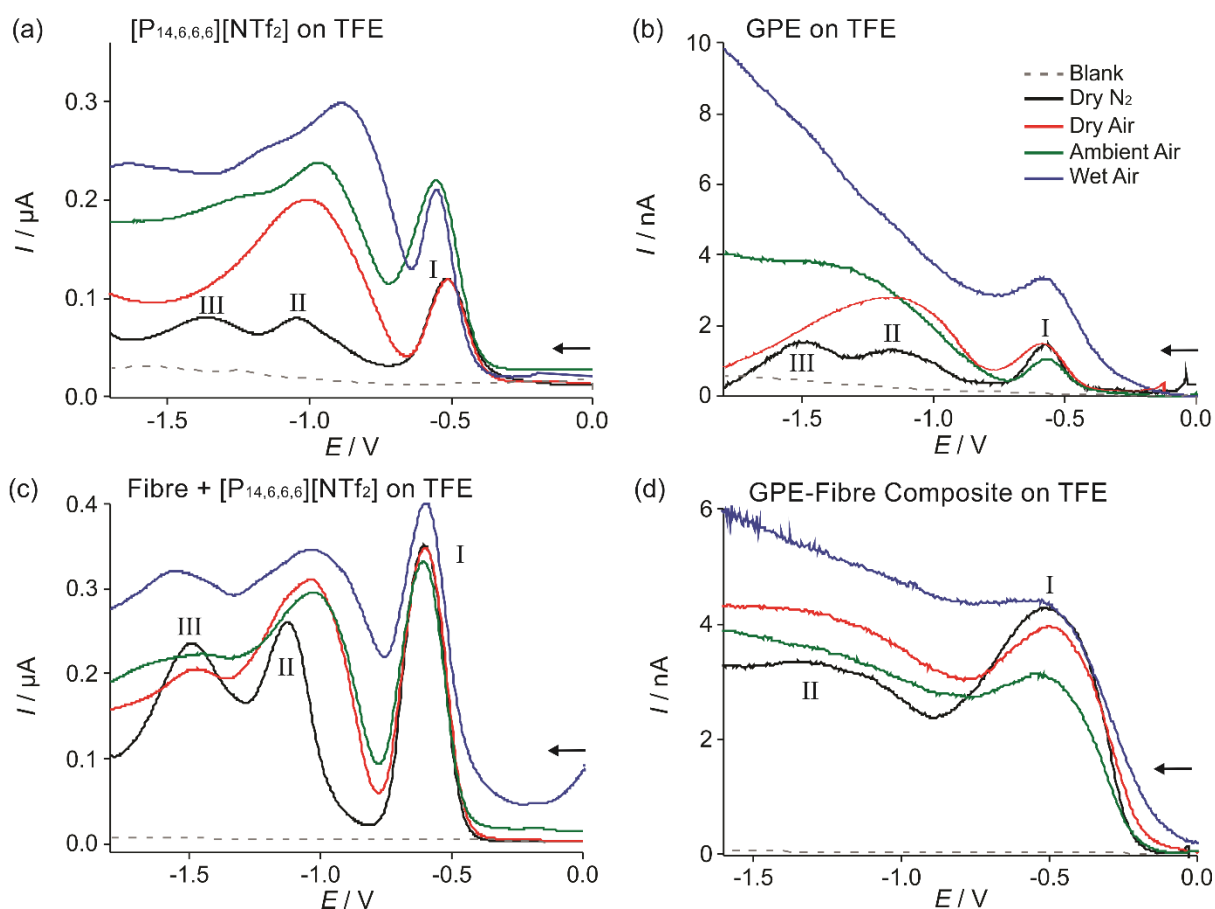 (a) [P14,6,6,6][NTf2] on TFE
I / µA
0.3
0.2
0.1
0.0
III
II
I
-1.5
-1.0
-0.5
0.0
E / V
(b) GPE on TFE
I / nA
10
8
6
4
2
0
Blank
Dry N2
Dry Air
Ambient Air
Wet Air
III
II
I
-1.5
-1.0
-0.5
0.0
E / V
(c) Fibre + [P14,6,6,6][NTf2] on TFE
I / µA
0.4
0.3
0.2
0.1
0.0
III
II
I
-1.5
-1.0
-0.5
0.0
E / V
(d) GPE-Fibre Composite on TFE
I / nA
6
4
2
0
II
I
-1.5
-1.0
-0.5
0.0
E / V